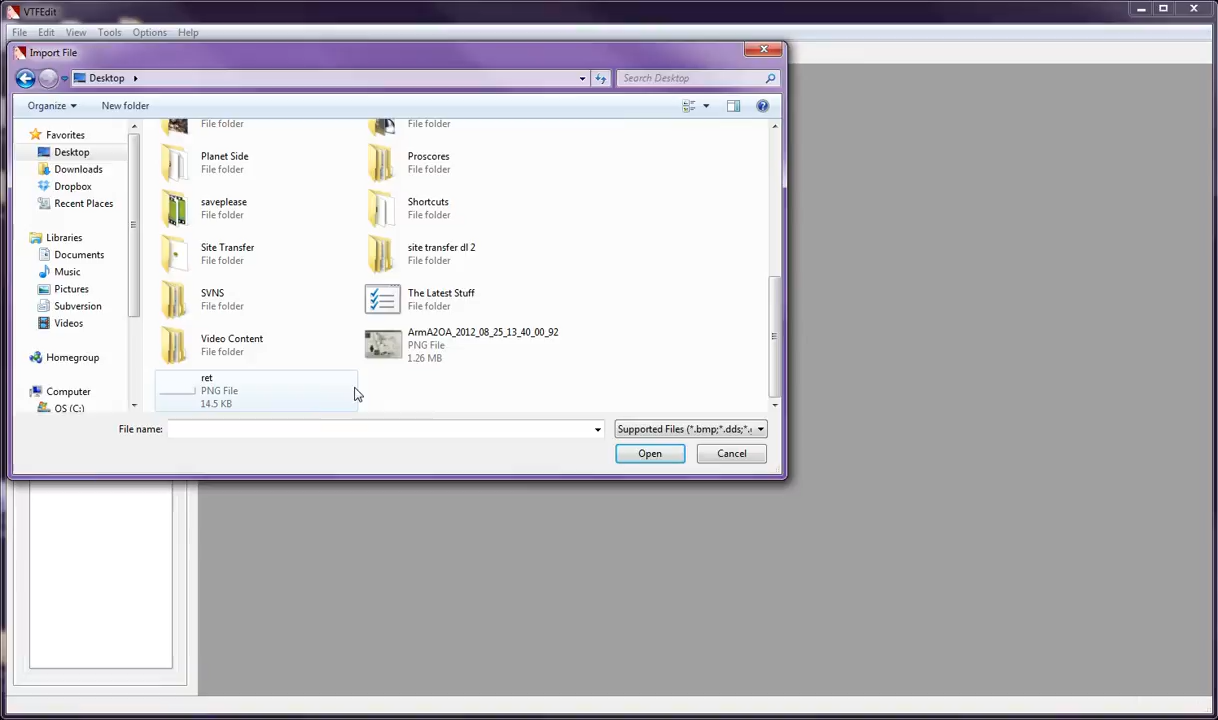 VTFEdit
File Edit View Tools Options Help
Import File
Desktop
Search Desktop
Organize New folder
Favorites
Desktop
Downloads
Dropbox
Recent Places
Libraries
Documents
Music
Pictures
Subversion
Videos
Homegroup
Computer
OS (C:)
File folder File folder
Planet Side Proscores
File folder File folder
saveplease Shortcuts
File folder File folder
Site Transfer site transfer dl 2
File folder File folder
SVNS The Latest Stuff
File folder File folder
Video Content ArmA2OA_2012_08_25_13_40_00_92
File folder PNG File
1.26 MB
ret
PNG File
14.5 KB
File name: Supported Files (*.bmp;*.dds;*.
Open Cancel